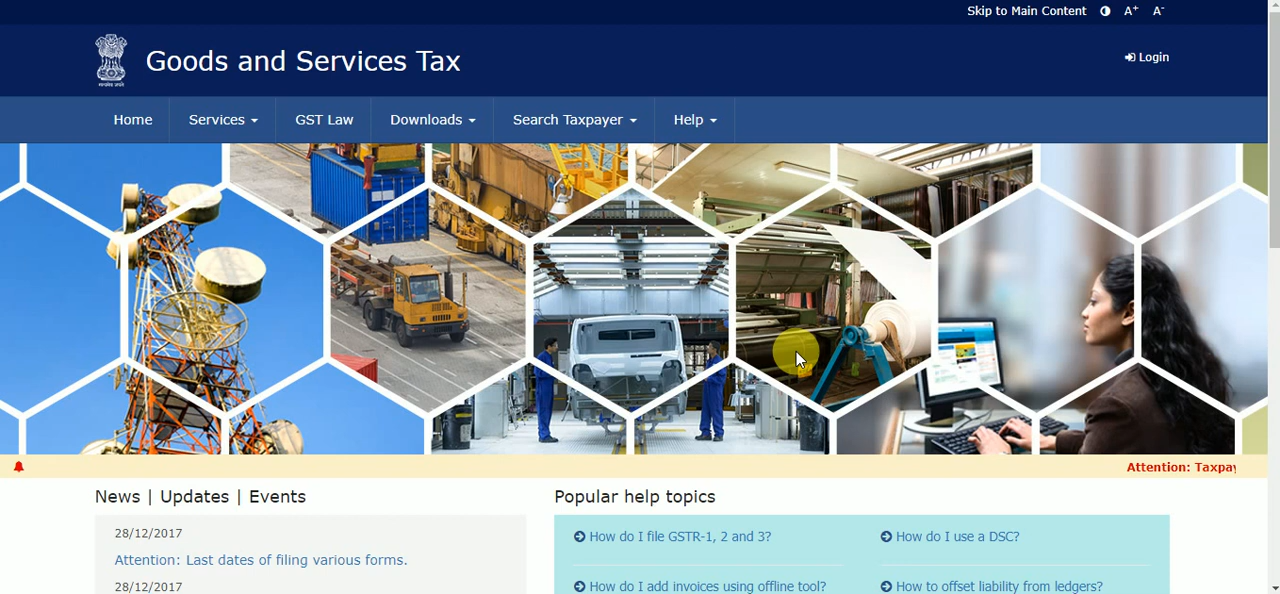 Skip to Main Content A+ A-
Goods and Services Tax
Login
Home Services GST Law Downloads Search Taxpayer Help
Attention: Taxpay
News | Updates | Events
28/12/2017
Attention: Last dates of filing various forms.
28/12/2017
Popular help topics
How do I file GSTR-1, 2 and 3?
How do I use a DSC?
How do I add invoices using offline tool?
How to offset liability from ledgers?